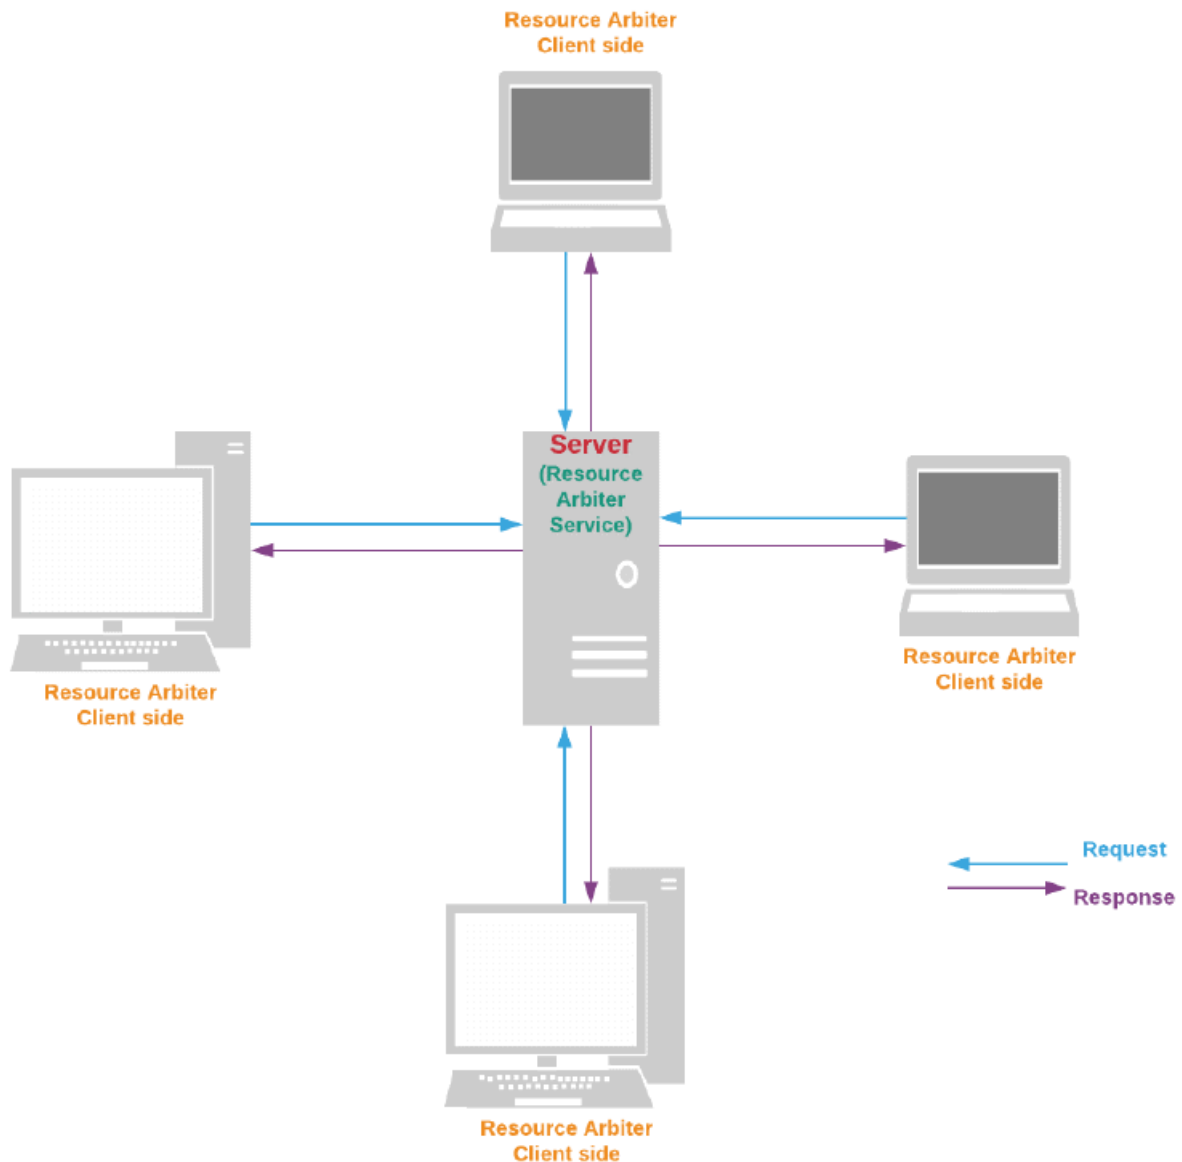 Resource Arbiter
Client side
Server
(Resource
Arbiter
Service)
Resource Arbiter
Client side
Resource Arbiter
Client side
Request
Response
Resource Arbiter
Client side